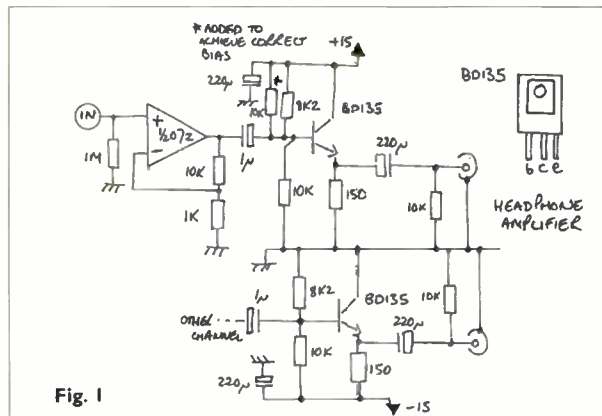 * ADDED TO
ACHIEVE CORRECT
BIAS
+15
220µ
10K
*
8K2
BD135
BD135
IN
+
−
½072
1M
10K
1K
1µ
10K
150
220µ
10K
b c e
HEADPHONE
AMPLIFIER
OTHER
CHANNEL
1µ
8K2
10K
BD135
220µ
150
220µ
10K
-15
Fig. 1